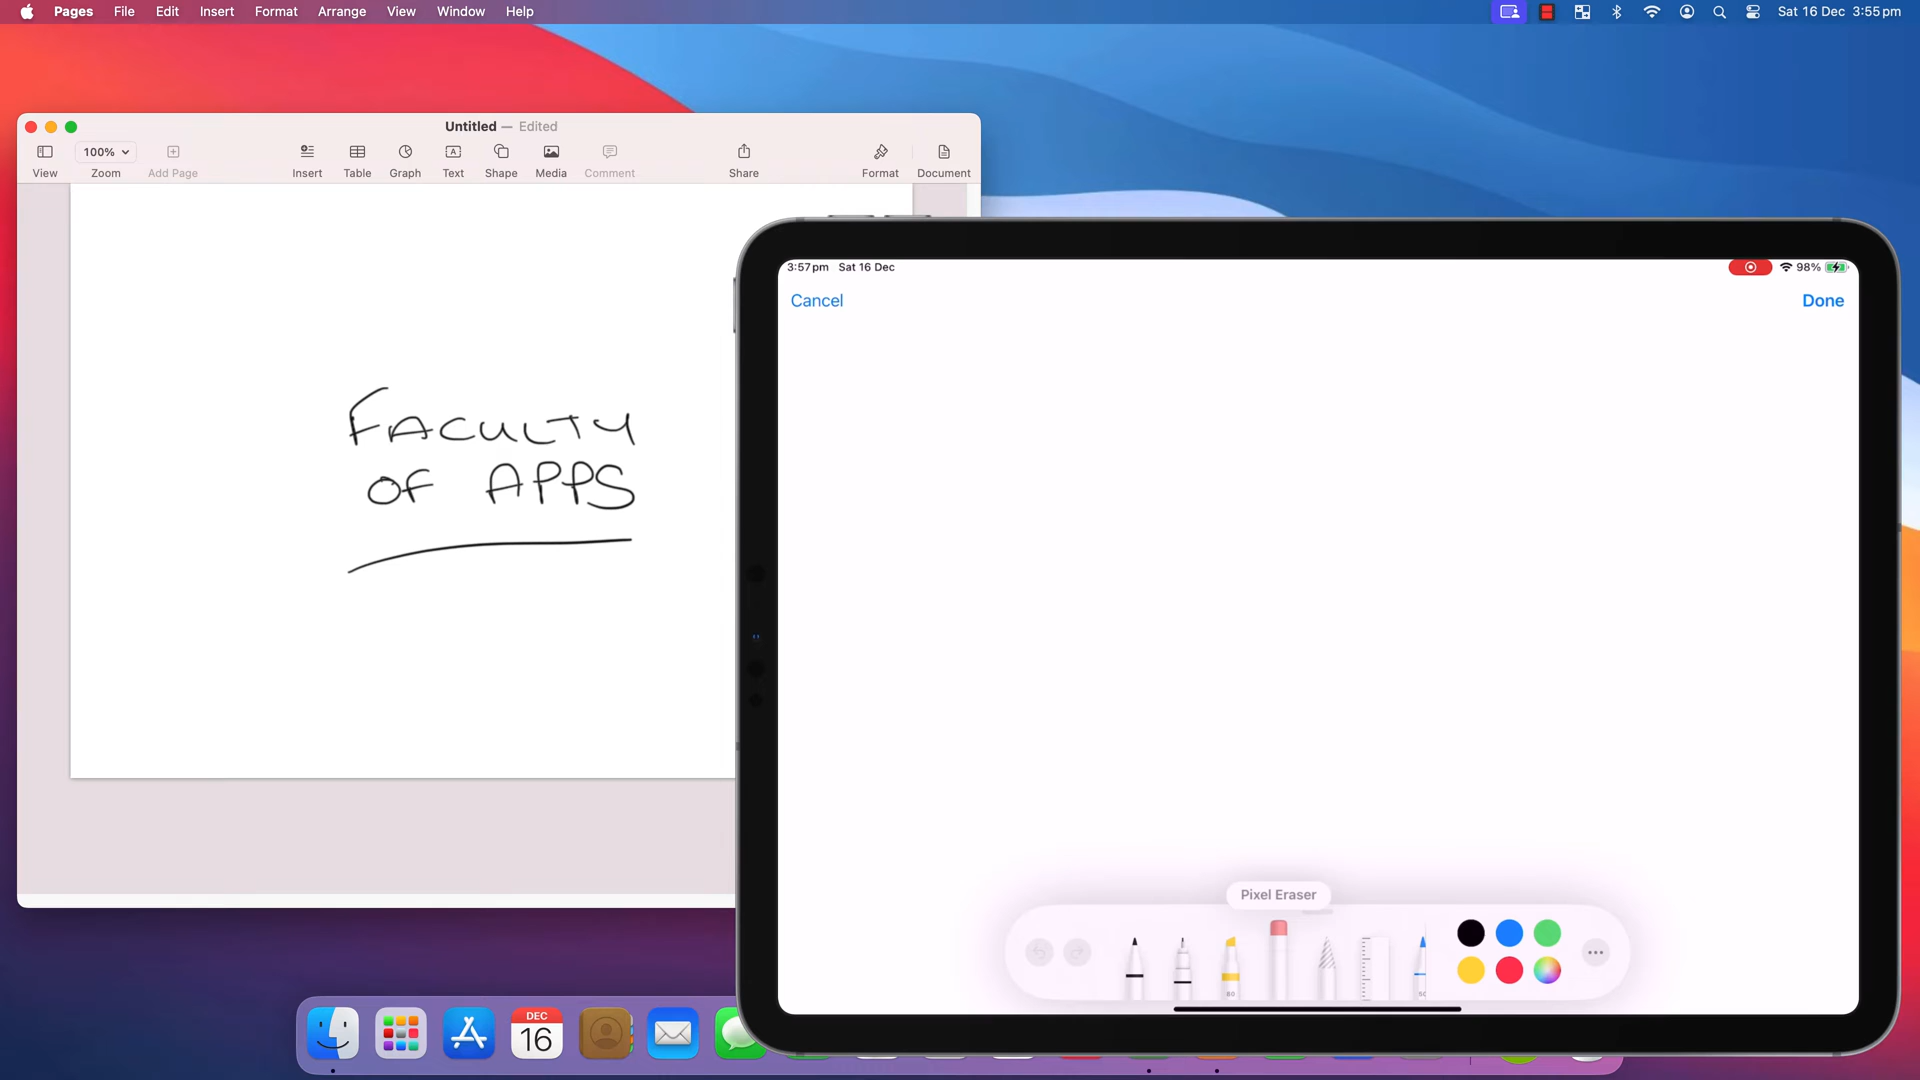 Pages File Edit Insert Format Arrange View Window Help
Sat 16 Dec 3:55 pm
Untitled — Edited
100%
View Zoom Add Page Insert Table Graph Text Shape Media Comment Share Format Document
FACULTY
OF APPS
3:57 pm Sat 16 Dec
98%
Cancel
Done
Pixel Eraser
80
DEC
16